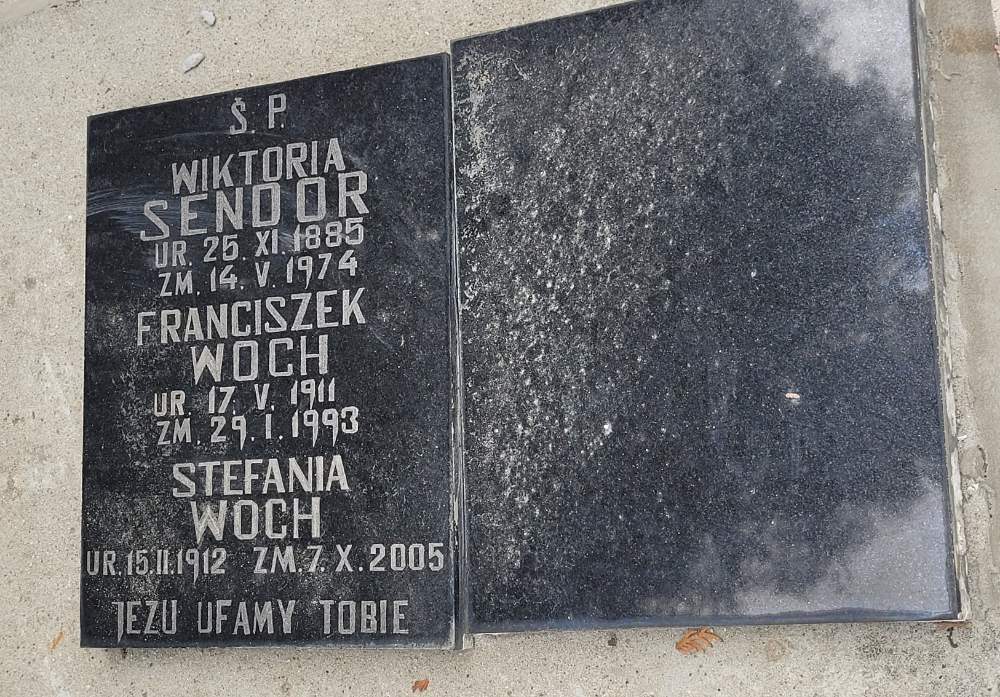 Ś. P.
WIKTORIA
SENDOR
UR. 25. XI. 1885
ZM. 14. V. 1974
FRANCISZEK
WOCH
UR. 17. V. 1911
ZM. 29. I. 1993
STEFANIA
WOCH
UR. 15.II.1912 ZM. 7. X. 2005
JEZU UFAMY TOBIE